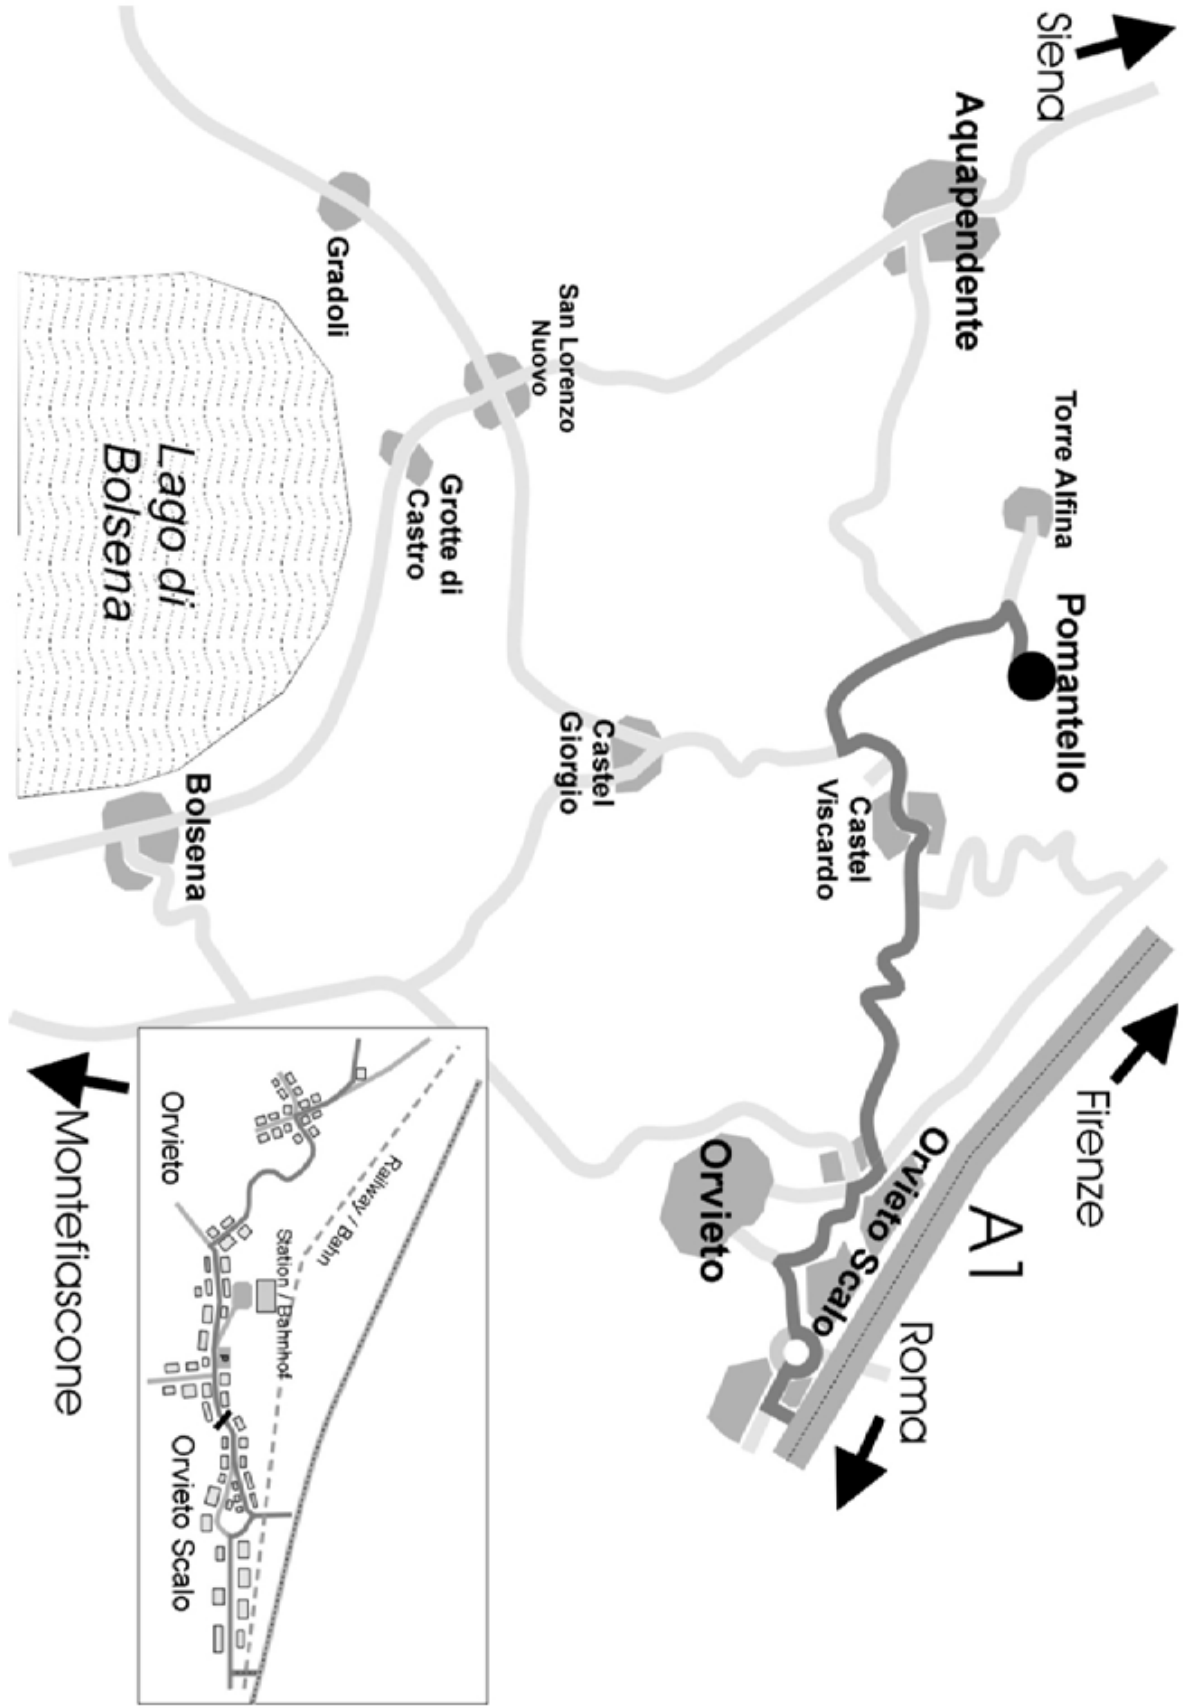 Siena
Aquapendente
Torre Alfina
Pomantello
Firenze
A1
Roma
San Lorenzo
Nuovo
Gradoli
Grotte di
Castro
Castel
Giorgio
Castel
Viscardo
Orvieto Scalo
Orvieto
Lago di
Bolsena
Bolsena
Montefiascone
Railway / Bahn
Station / Bahnhof
P
Orvieto
Orvieto Scalo